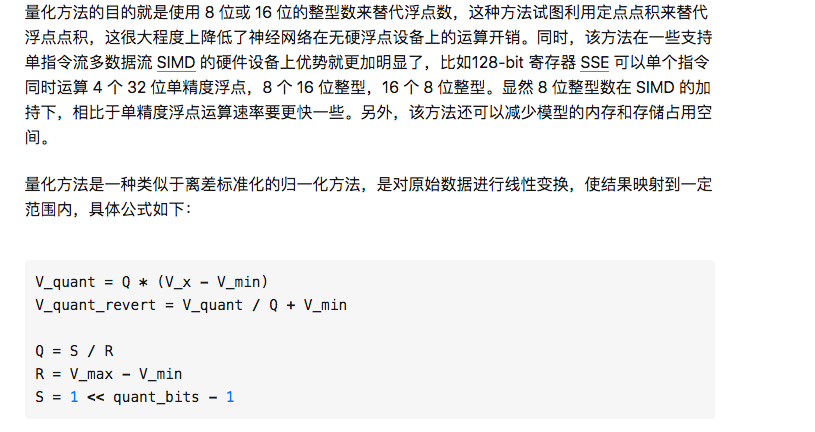 量化方法的目的就是使用 8 位或 16 位的整型数来替代浮点数，这种方法试图利用定点点积来替代
浮点点积，这很大程度上降低了神经网络在无硬浮点设备上的运算开销。同时，该方法在一些支持
单指令流多数据流 SIMD 的硬件设备上优势就更加明显了，比如128-bit 寄存器 SSE 可以单个指令
同时运算 4 个 32 位单精度浮点，8 个 16 位整型，16 个 8 位整型。显然 8 位整型数在 SIMD 的加
持下，相比于单精度浮点运算速率要更快一些。另外，该方法还可以减少模型的内存和存储占用空
间。
量化方法是一种类似于离差标准化的归一化方法，是对原始数据进行线性变换，使结果映射到一定
范围内，具体公式如下：
V_quant = Q * (V_x - V_min)
V_quant_revert = V_quant / Q + V_min
Q = S / R
R = V_max - V_min
S = 1 << quant_bits - 1